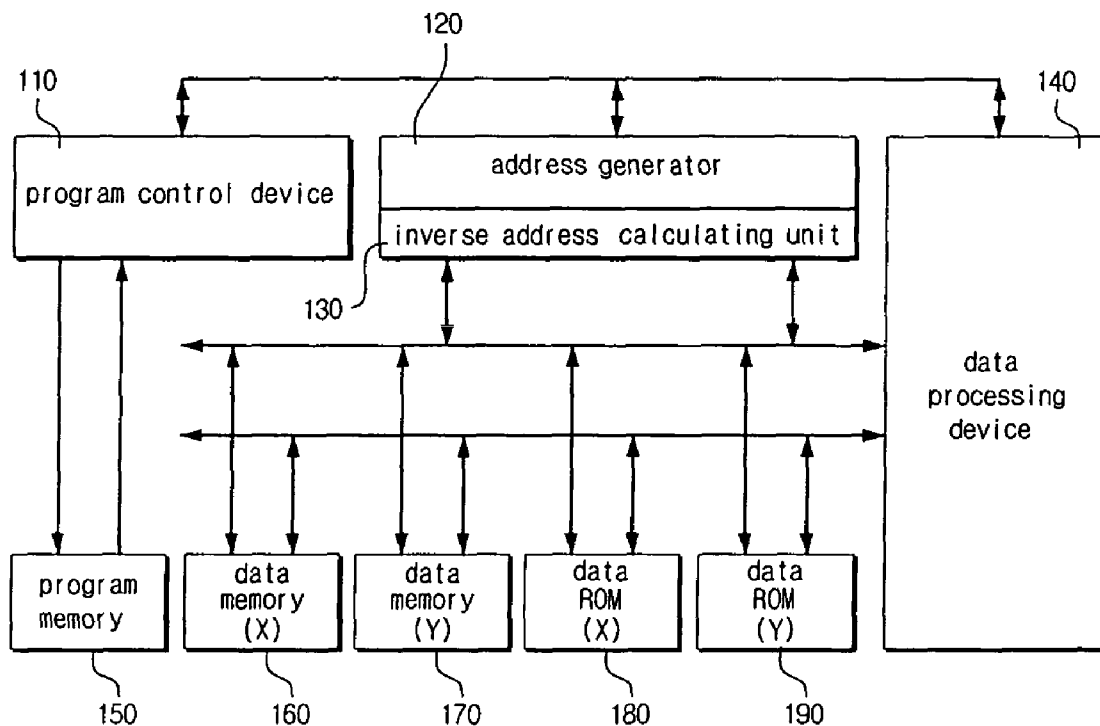 120
110
140
program control device
address generator
inverse address calculating unit
130
data
processing
device
program
memory
data
memory
(X)
data
memory
(Y)
data
ROM
(X)
data
ROM
(Y)
150
160
170
180
190